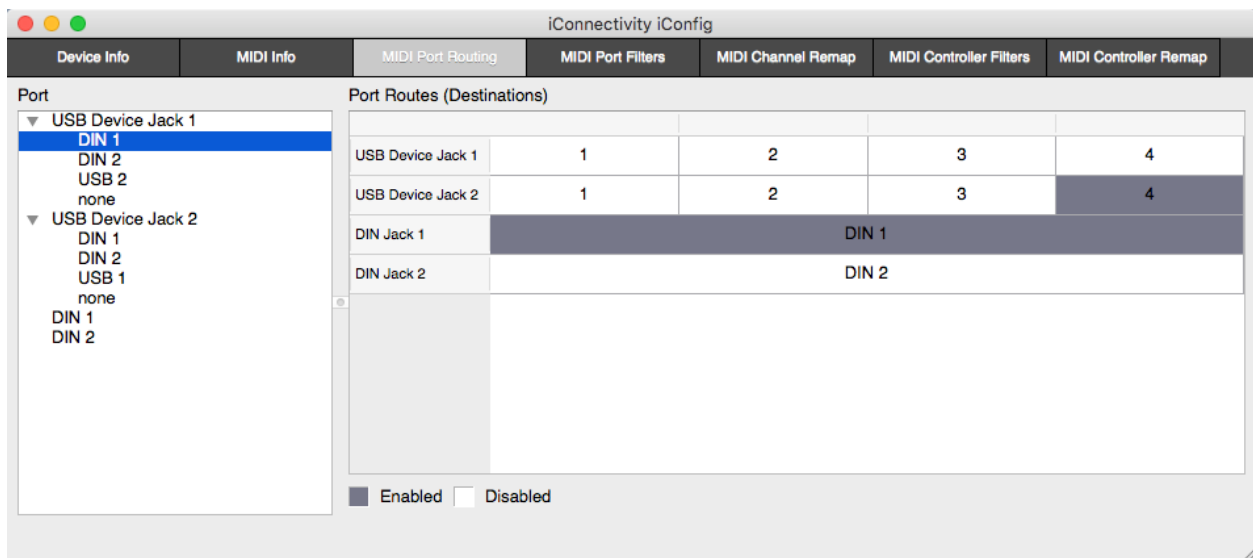 iConnectivity iConfig
Device Info MIDI Info MIDI Port Routing MIDI Port Filters MIDI Channel Remap MIDI Controller Filters MIDI Controller Remap
Port
USB Device Jack 1
DIN 1
DIN 2
USB 2
none
USB Device Jack 2
DIN 1
DIN 2
USB 1
none
DIN 1
DIN 2
Port Routes (Destinations)
USB Device Jack 1 1 2 3 4
USB Device Jack 2 1 2 3 4
DIN Jack 1 DIN 1
DIN Jack 2 DIN 2
Enabled Disabled